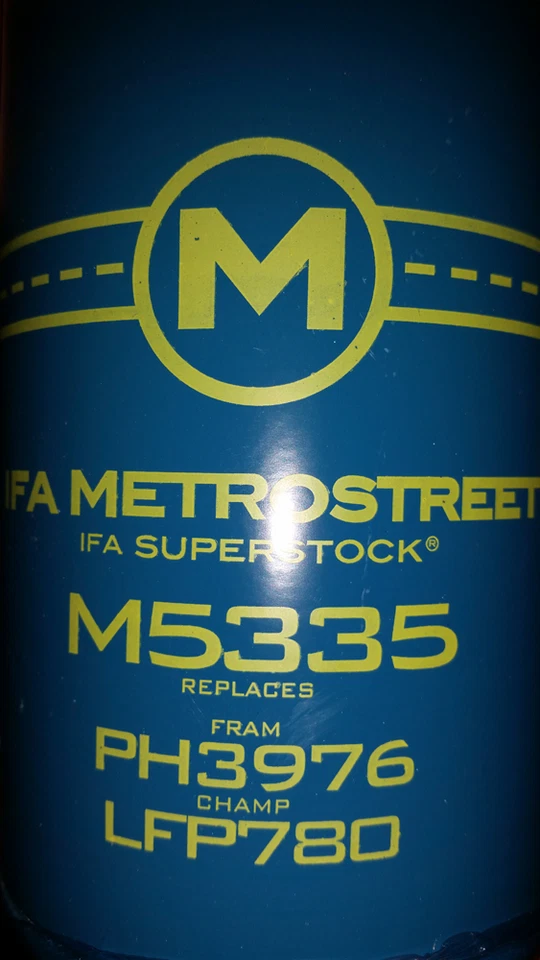 M
IFA METROSTREET
IFA SUPERSTOCK®
M5335
REPLACES
FRAM
PH3976
CHAMP
LFP780